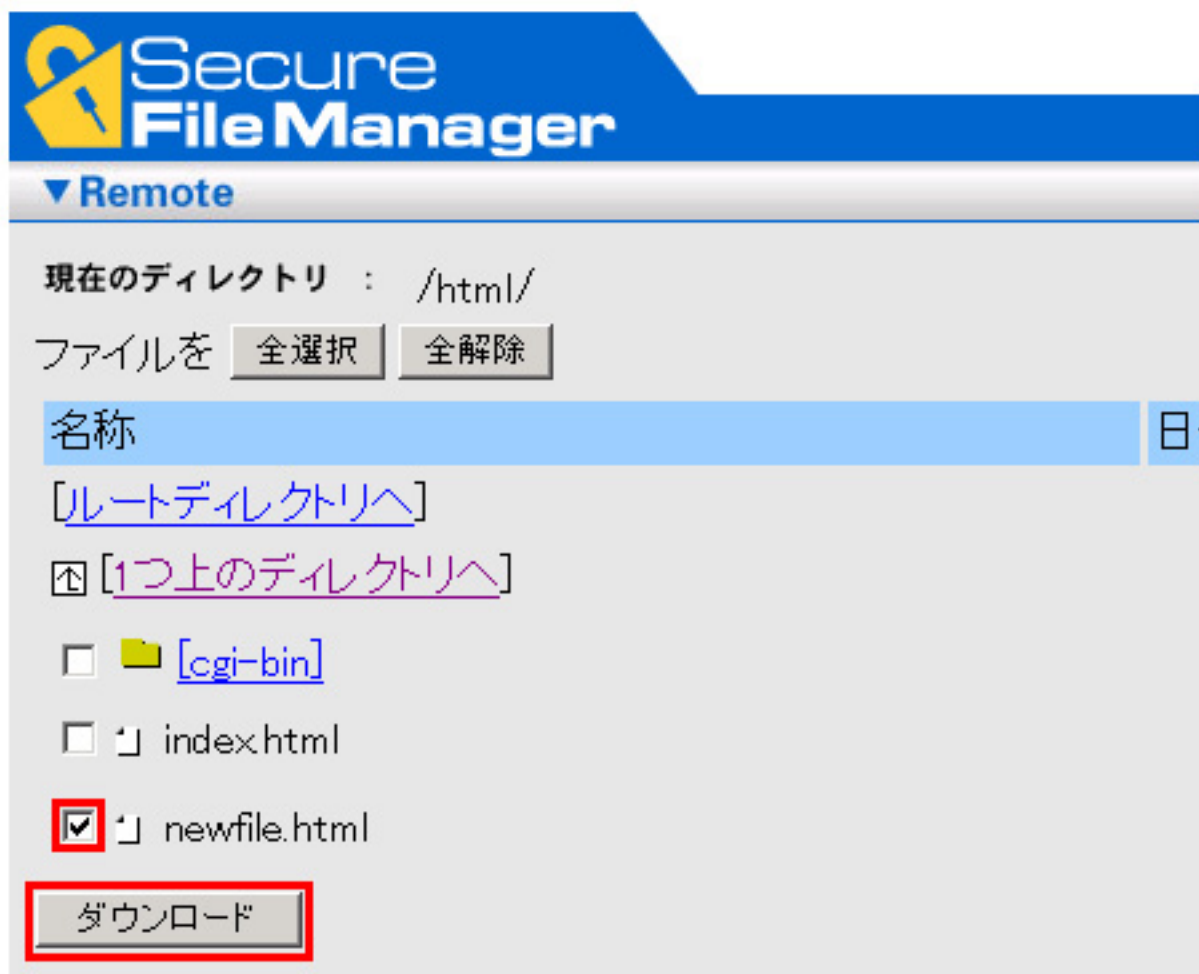 Secure
FileManager
▼Remote
現在のディレクトリ : /html/
ファイルを 全選択 全解除
名称 日
[ルートディレクトリへ]
[1つ上のディレクトリへ]
[cgi-bin]
index.html
newfile.html
ダウンロード